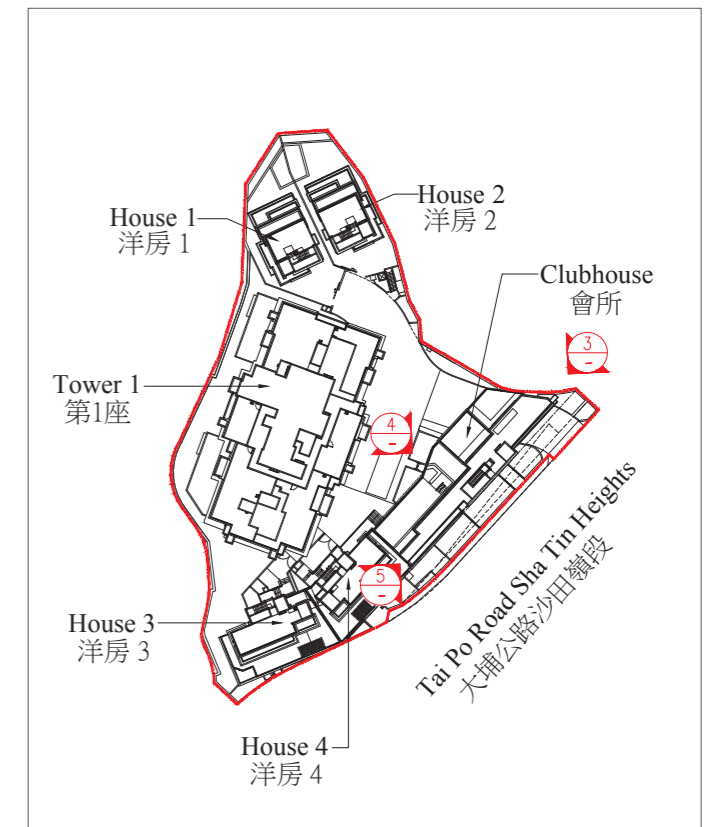 House 1
洋房 1
House 2
洋房 2
Clubhouse
會所
3
-
Tower 1
第1座
4
-
Tai Po Road Sha Tin Heights
大埔公路沙田嶺段
5
-
House 3
洋房 3
House 4
洋房 4